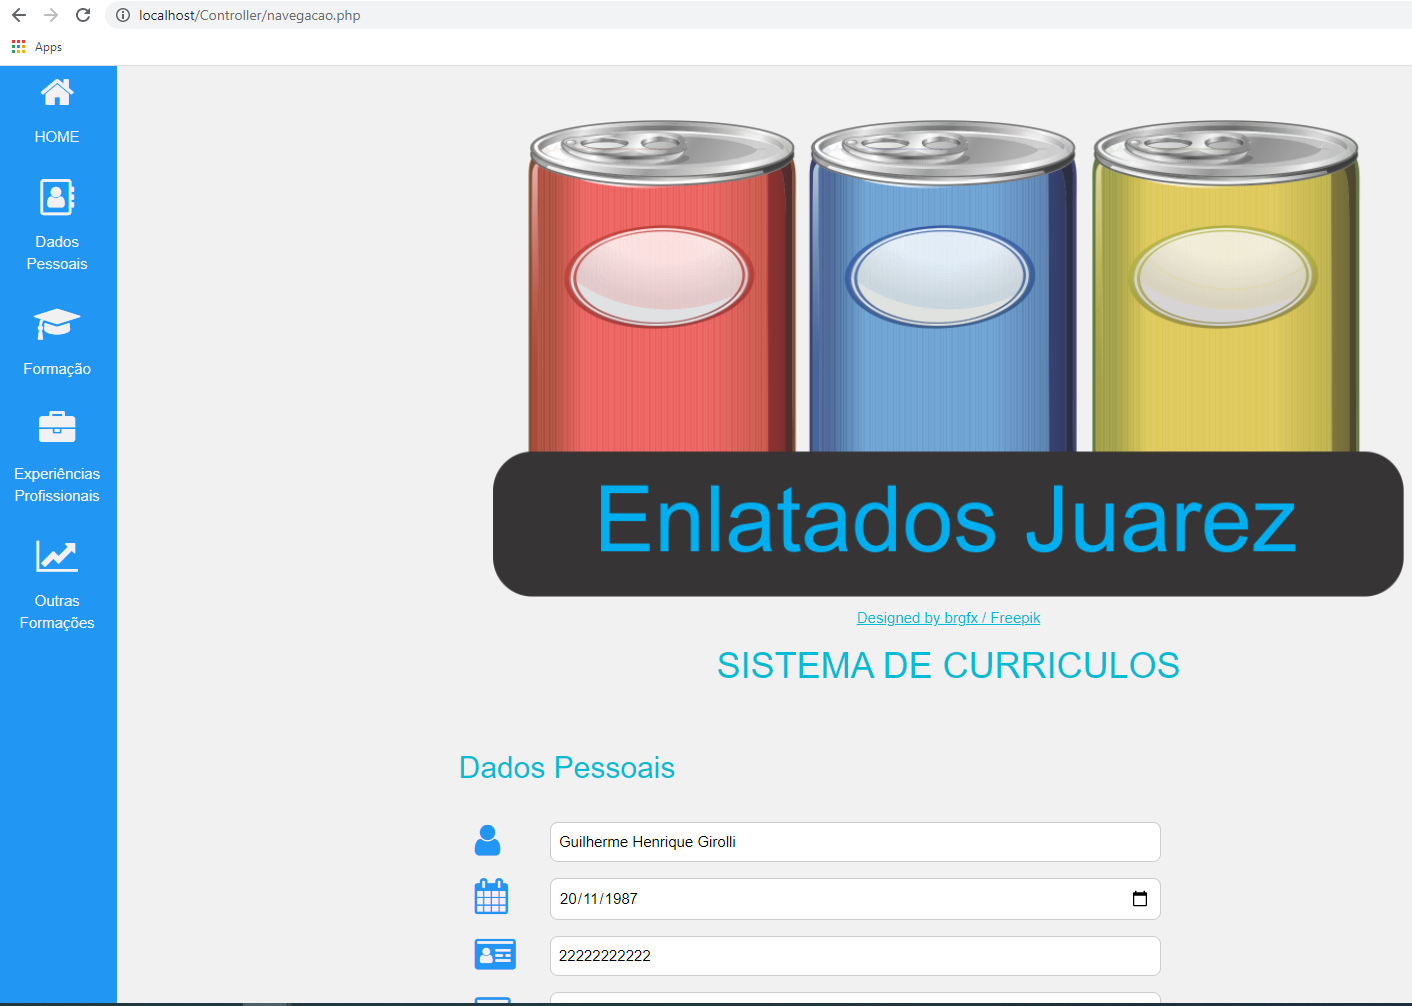 localhost/Controller/navegacao.php
Apps
HOME
Dados
Pessoais
Formação
Experiências
Profissionais
Outras
Formações
Enlatados Juarez
Designed by brgfx / Freepik
SISTEMA DE CURRICULOS
Dados Pessoais
Guilherme Henrique Girolli
20/11/1987
22222222222